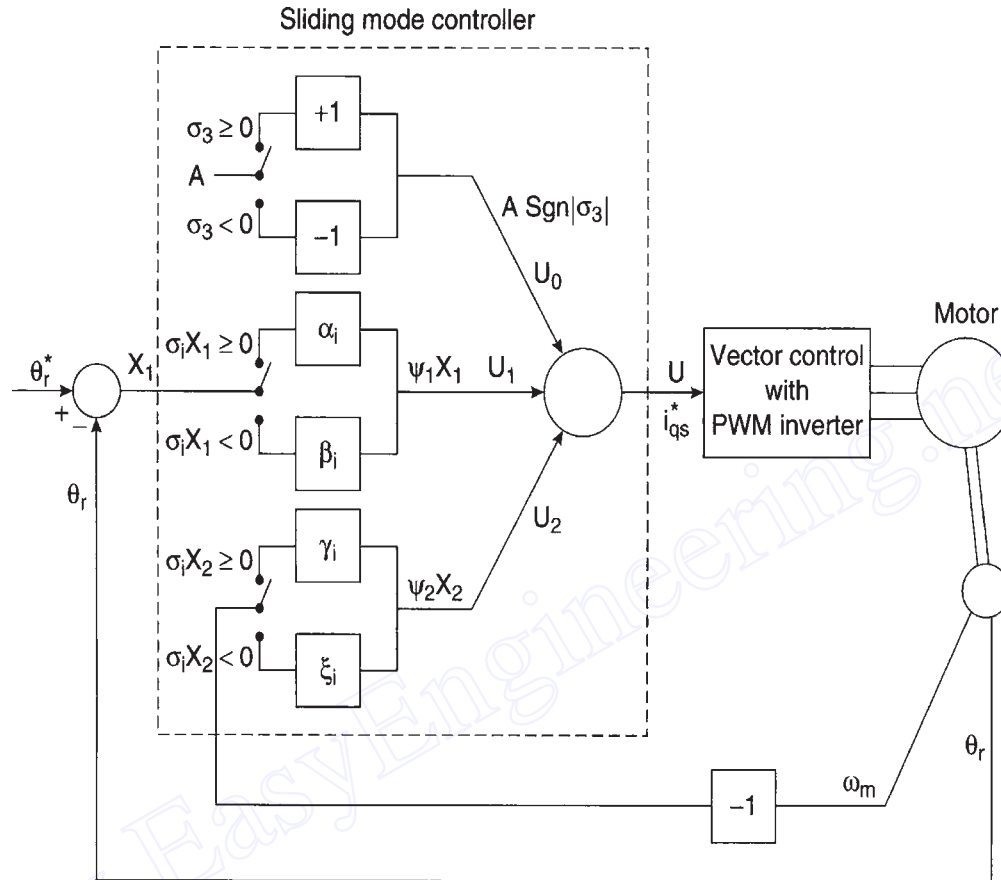 Sliding mode controller
σ₃ ≥ 0
+1
A
σ₃ < 0
−1
A Sgn|σ₃|
U₀
σᵢX₁ ≥ 0
αᵢ
θᵣ*
+
−
X₁
ψ₁X₁
U₁
σᵢX₁ < 0
βᵢ
θᵣ
U
i*qs
Vector control
with
PWM inverter
Motor
σᵢX₂ ≥ 0
γᵢ
ψ₂X₂
U₂
σᵢX₂ < 0
ξᵢ
−1
ωₘ
θᵣ
EasyEngineering.ne